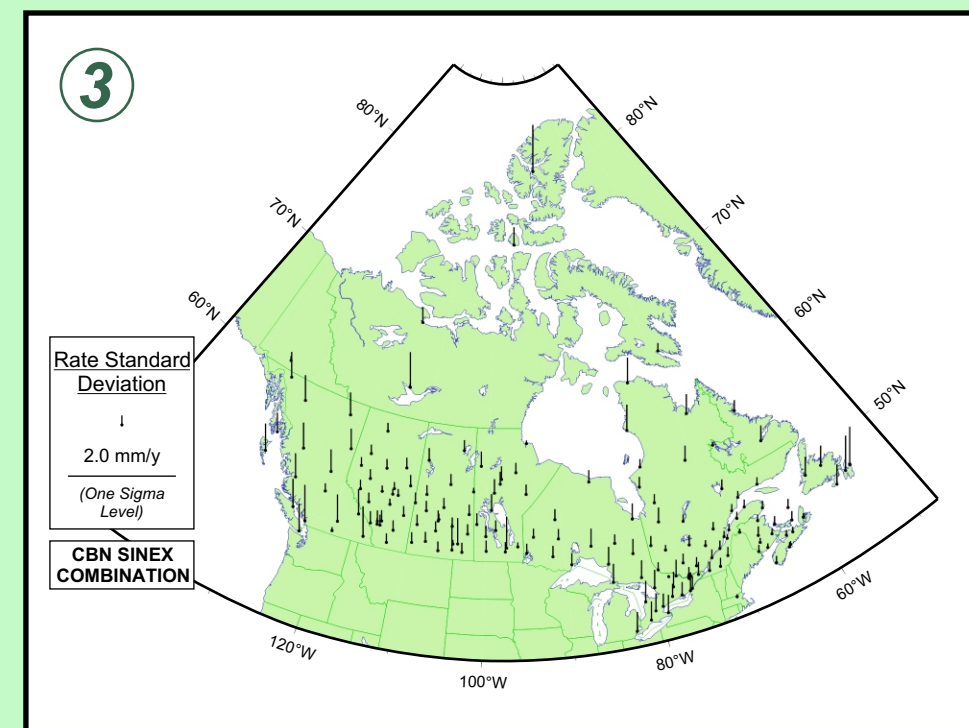 3
80°N
80°N
70°N
70°N
60°N
60°N
50°N
Rate Standard
Deviation
2.0 mm/y
(One Sigma
Level)
CBN SINEX
COMBINATION
120°W
100°W
80°W
60°W